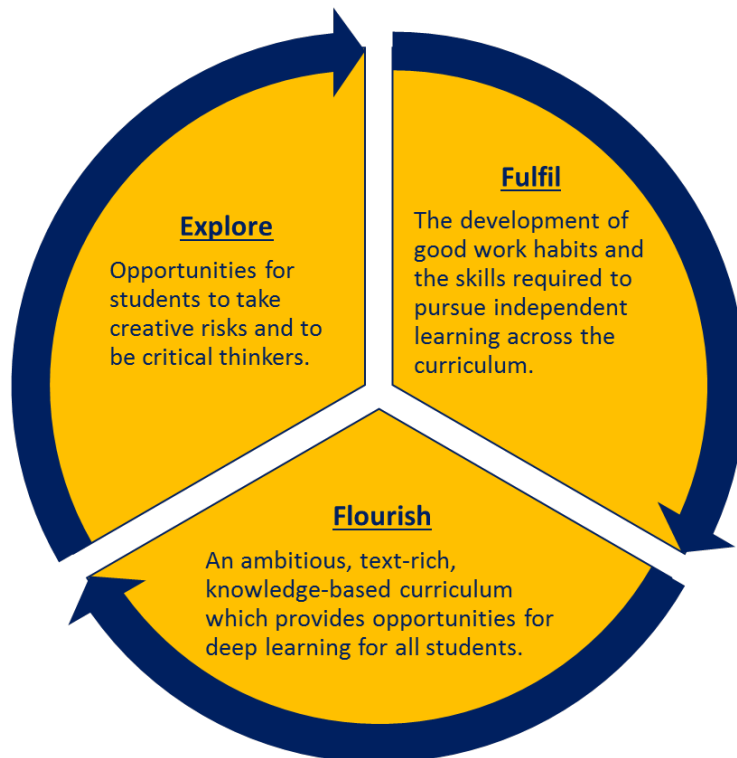 Explore
Opportunities for
students to take
creative risks and to
be critical thinkers.
Fulfil
The development of
good work habits and
the skills required to
pursue independent
learning across the
curriculum.
Flourish
An ambitious, text-rich,
knowledge-based curriculum
which provides opportunities for
deep learning for all students.